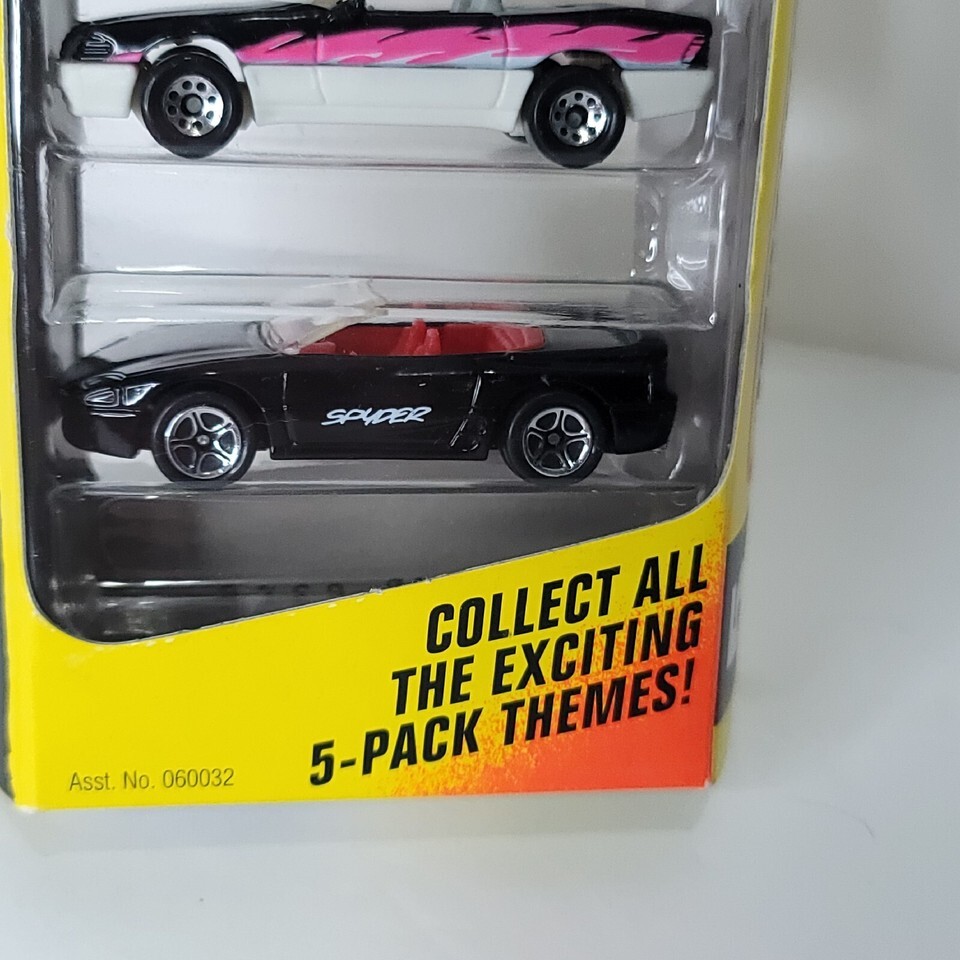 SPYDER
COLLECT ALL
THE EXCITING
5-PACK THEMES!
Asst. No. 060032